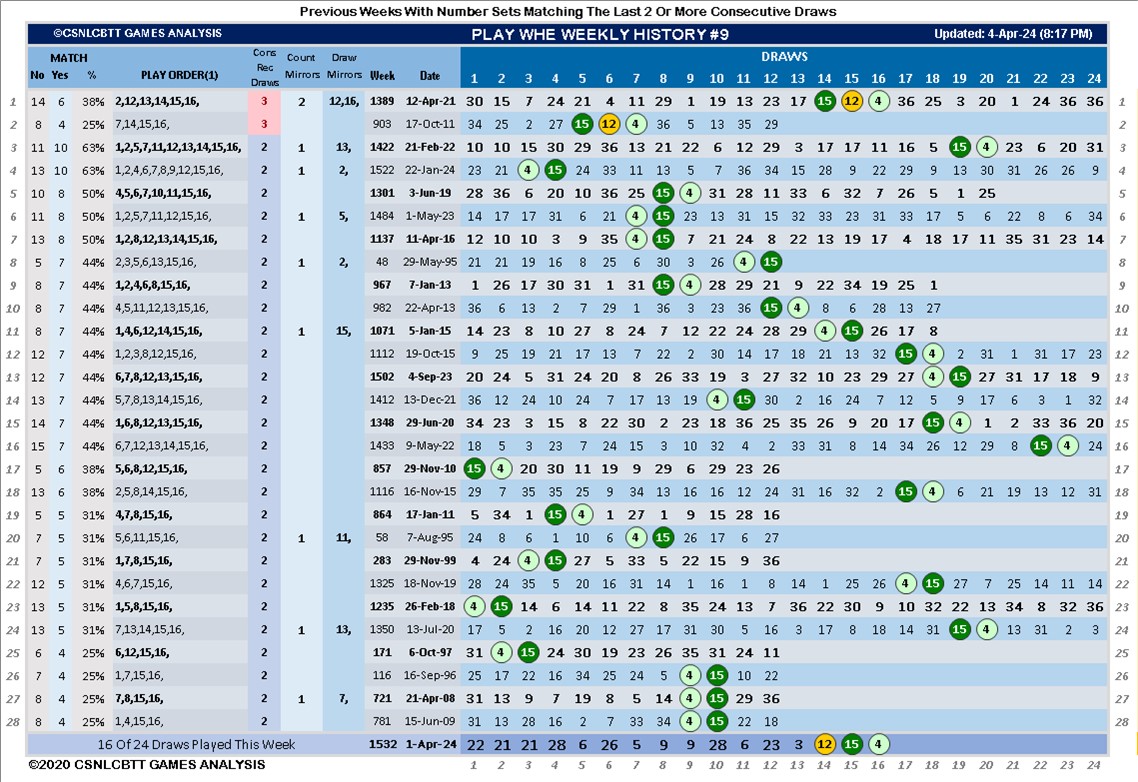 Previous Weeks With Number Sets Matching The Last 2 Or More Consecutive Draws
©CSNLCBTT GAMES ANALYSIS PLAY WHE WEEKLY HISTORY #9 Updated: 4-Apr-24 (8:17 PM)
MATCH Cons Count Draw DRAWS
No Yes % PLAY ORDER(1) Rec Draws Mirrors Mirrors Week Date 1 2 3 4 5 6 7 8 9 10 11 12 13 14 15 16 17 18 19 20 21 22 23 24
1 14 6 38% 2,12,13,14,15,16, 3 2 12,16, 1389 12-Apr-21 30 15 7 24 21 4 11 29 1 19 13 23 17 15 12 4 36 25 3 20 1 24 36 36 1
2 8 4 25% 7,14,15,16, 3 903 17-Oct-11 34 25 2 27 15 12 4 36 5 13 35 29 2
3 11 10 63% 1,2,5,7,11,12,13,14,15,16, 2 1 13, 1422 21-Feb-22 10 10 15 30 29 36 13 21 22 6 12 29 3 17 17 11 16 5 15 4 23 6 20 31 3
4 13 10 63% 1,2,4,6,7,8,9,12,15,16, 2 1 2, 1522 22-Jan-24 23 21 4 15 24 33 11 13 5 7 36 34 15 28 9 22 29 9 13 30 31 26 26 9 4
5 10 8 50% 4,5,6,7,10,11,15,16, 2 1301 3-Jun-19 28 36 6 20 10 36 25 15 4 31 28 11 33 6 32 7 26 5 1 25 5
6 11 8 50% 1,2,5,7,11,12,15,16, 2 1 5, 1484 1-May-23 14 17 17 31 6 21 4 15 23 13 31 15 32 33 23 31 33 17 5 6 22 8 6 34 6
7 13 8 50% 1,2,8,12,13,14,15,16, 2 1137 11-Apr-16 12 10 10 3 9 35 4 15 7 21 24 8 22 13 19 17 4 18 17 11 35 31 23 14 7
8 5 7 44% 2,3,5,6,13,15,16, 2 1 2, 48 29-May-95 21 21 19 16 8 25 6 30 3 26 4 15 8
9 8 7 44% 1,2,4,6,8,15,16, 2 967 7-Jan-13 1 26 17 30 31 1 31 15 4 28 29 21 9 22 34 19 25 1 9
10 8 7 44% 4,5,11,12,13,15,16, 2 982 22-Apr-13 36 6 13 2 7 29 1 36 3 23 36 15 4 8 6 28 13 27 10
11 8 7 44% 1,4,6,12,14,15,16, 2 1 15, 1071 5-Jan-15 14 23 8 10 27 8 24 7 12 22 24 28 29 4 15 26 17 8 11
12 12 7 44% 1,2,3,8,12,15,16, 2 1112 19-Oct-15 9 25 19 21 17 13 7 22 2 30 14 17 18 21 13 32 15 4 2 31 1 31 17 23 12
13 12 7 44% 6,7,8,12,13,15,16, 2 1502 4-Sep-23 20 24 5 31 24 20 8 26 33 19 3 27 32 10 23 29 27 4 15 27 31 17 18 9 13
14 13 7 44% 5,7,8,13,14,15,16, 2 1412 13-Dec-21 36 12 24 10 24 7 17 13 19 4 15 30 2 16 24 7 12 5 9 17 6 3 1 32 14
15 14 7 44% 1,6,8,12,13,15,16, 2 1348 29-Jun-20 34 23 3 15 8 22 30 2 23 18 36 25 35 26 9 20 17 15 4 1 2 33 36 20 15
16 15 7 44% 6,7,12,13,14,15,16, 2 1433 9-May-22 18 5 3 23 7 24 15 3 10 32 4 2 33 31 8 14 34 26 12 29 8 15 4 24 16
17 5 6 38% 5,6,8,12,15,16, 2 857 29-Nov-10 15 4 20 30 11 19 9 29 6 29 23 26 17
18 13 6 38% 2,5,8,14,15,16, 2 1116 16-Nov-15 29 7 35 35 25 9 34 13 16 16 12 24 31 16 32 2 15 4 6 21 19 13 12 31 18
19 5 5 31% 4,7,8,15,16, 2 864 17-Jan-11 5 34 1 15 4 1 27 1 9 15 28 16 19
20 7 5 31% 5,6,11,15,16, 2 1 11, 58 7-Aug-95 24 8 6 1 10 6 4 15 26 17 6 27 20
21 7 5 31% 1,7,8,15,16, 2 283 29-Nov-99 4 24 4 15 27 5 33 5 22 15 9 36 21
22 12 5 31% 4,6,7,15,16, 2 1325 18-Nov-19 28 24 35 5 20 16 31 14 1 16 1 8 14 1 25 26 4 15 27 7 25 14 11 14 22
23 13 5 31% 1,5,8,15,16, 2 1235 26-Feb-18 4 15 14 6 14 11 22 8 35 24 13 7 36 22 30 9 10 32 22 13 34 8 32 36 23
24 13 5 31% 7,13,14,15,16, 2 1 13, 1350 13-Jul-20 17 5 2 16 20 12 27 17 31 30 5 16 3 17 8 18 14 31 15 4 13 31 2 3 24
25 6 4 25% 6,12,15,16, 2 171 6-Oct-97 31 4 15 24 30 19 23 26 35 31 24 11 25
26 7 4 25% 1,7,15,16, 2 116 16-Sep-96 25 17 22 16 34 25 24 5 4 15 10 22 26
27 8 4 25% 7,8,15,16, 2 1 7, 721 21-Apr-08 31 13 9 7 19 8 5 14 4 15 29 36 27
28 8 4 25% 1,4,15,16, 2 781 15-Jun-09 31 13 28 16 2 7 33 34 4 15 22 18 28
16 Of 24 Draws Played This Week 1532 1-Apr-24 22 21 21 28 6 26 5 9 9 28 6 23 3 12 15 4
©2020 CSNLCBTT GAMES ANALYSIS 1 2 3 4 5 6 7 8 9 10 11 12 13 14 15 16 17 18 19 20 21 22 23 24